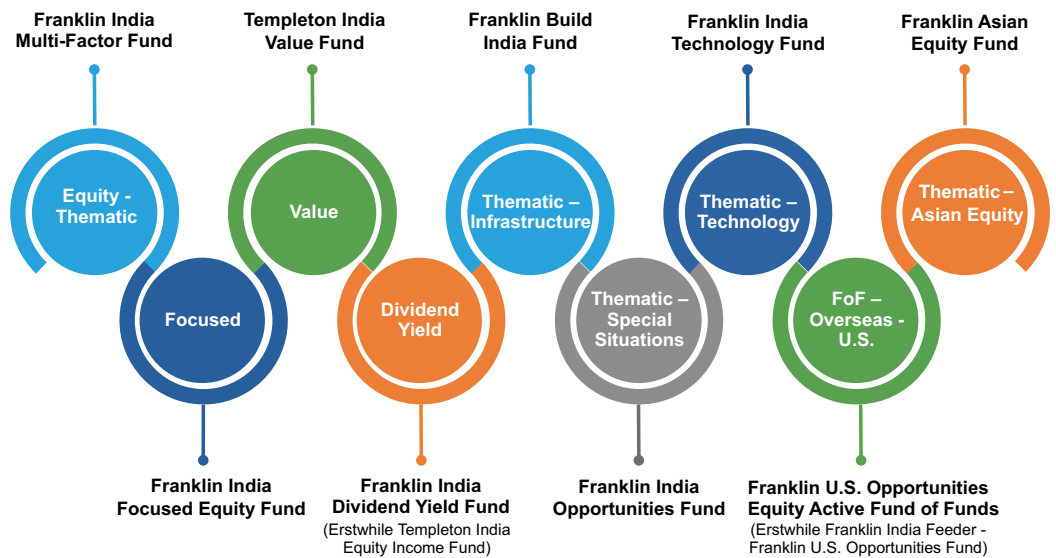 Franklin India
Multi-Factor Fund
Templeton India
Value Fund
Franklin Build
India Fund
Franklin India
Technology Fund
Franklin Asian
Equity Fund
Equity -
Thematic
Value
Thematic –
Infrastructure
Thematic –
Technology
Thematic –
Asian Equity
Focused
Dividend
Yield
Thematic –
Special
Situations
FoF –
Overseas -
U.S.
Franklin India
Focused Equity Fund
Franklin India
Dividend Yield Fund
(Erstwhile Templeton India
Equity Income Fund)
Franklin India
Opportunities Fund
Franklin U.S. Opportunities
Equity Active Fund of Funds
(Erstwhile Franklin India Feeder -
Franklin U.S. Opportunities Fund)